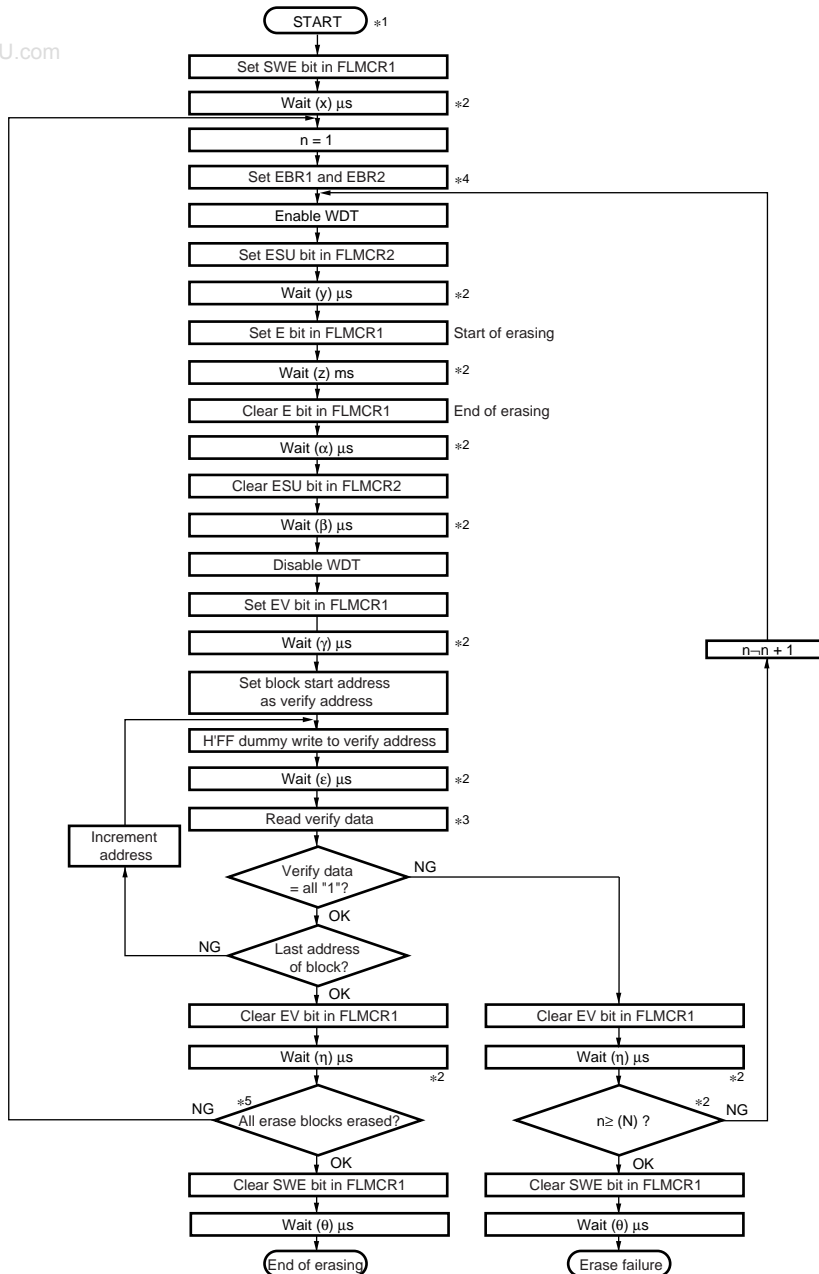 START *1
U.com
Set SWE bit in FLMCR1
Wait (x) μs *2
n = 1
Set EBR1 and EBR2 *4
Enable WDT
Set ESU bit in FLMCR2
Wait (y) μs *2
Set E bit in FLMCR1 Start of erasing
Wait (z) ms *2
Clear E bit in FLMCR1 End of erasing
Wait (α) μs *2
Clear ESU bit in FLMCR2
Wait (β) μs *2
Disable WDT
Set EV bit in FLMCR1
Wait (γ) μs *2
n¬n + 1
Set block start address
as verify address
H'FF dummy write to verify address
Wait (ε) μs *2
Read verify data *3
Increment
address
Verify data
= all "1"?
NG
OK
NG
Last address
of block?
OK
Clear EV bit in FLMCR1
Clear EV bit in FLMCR1
Wait (η) μs
*2
Wait (η) μs
*2
NG
*5
All erase blocks erased?
*2
n≥ (N) ?
NG
OK
OK
Clear SWE bit in FLMCR1
Clear SWE bit in FLMCR1
Wait (θ) μs
Wait (θ) μs
End of erasing
Erase failure